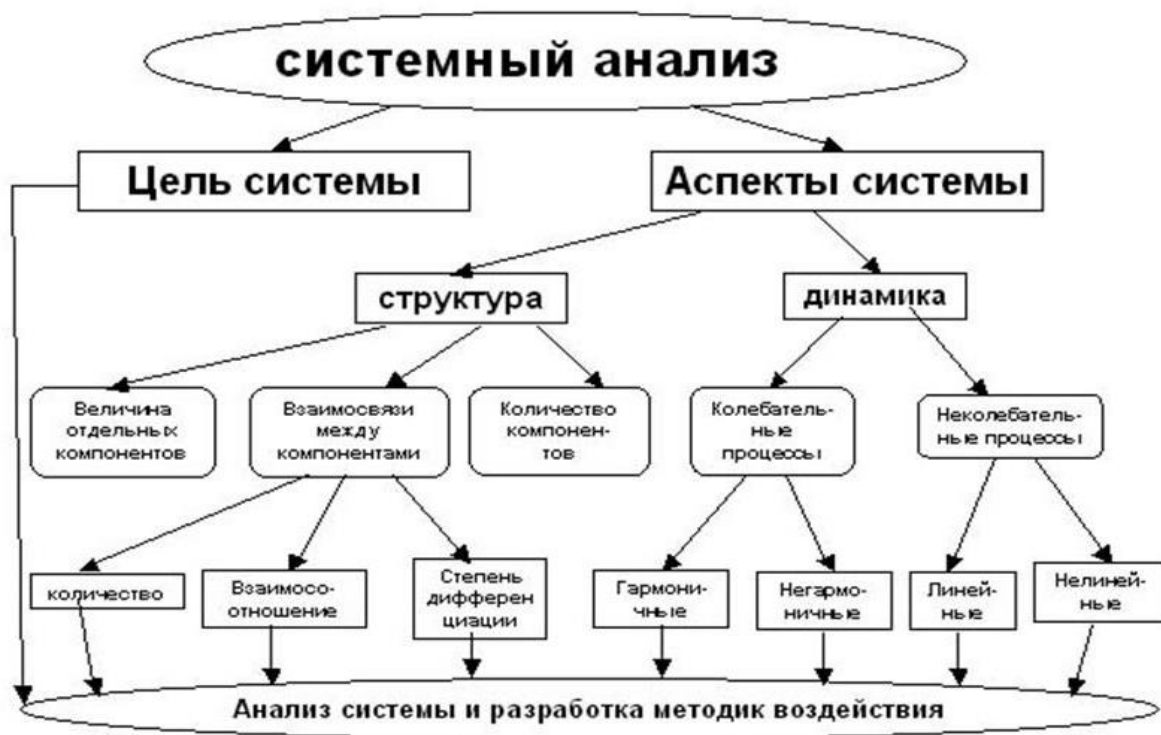 системный анализ
Цель системы
Аспекты системы
структура
динамика
Величина
отдельных
компонентов
Взаимосвязи
между
компонентами
Количество
компонен-
тов
Колебатель-
ные
процессы
Неколебатель-
ные процессы
количество
Взаимосо-
отношение
Степень
дифферен
циации
Гармони-
чные
Негармо-
ничные
Линей-
ные
Нелиней-
ные
Анализ системы и разработка методик воздействия